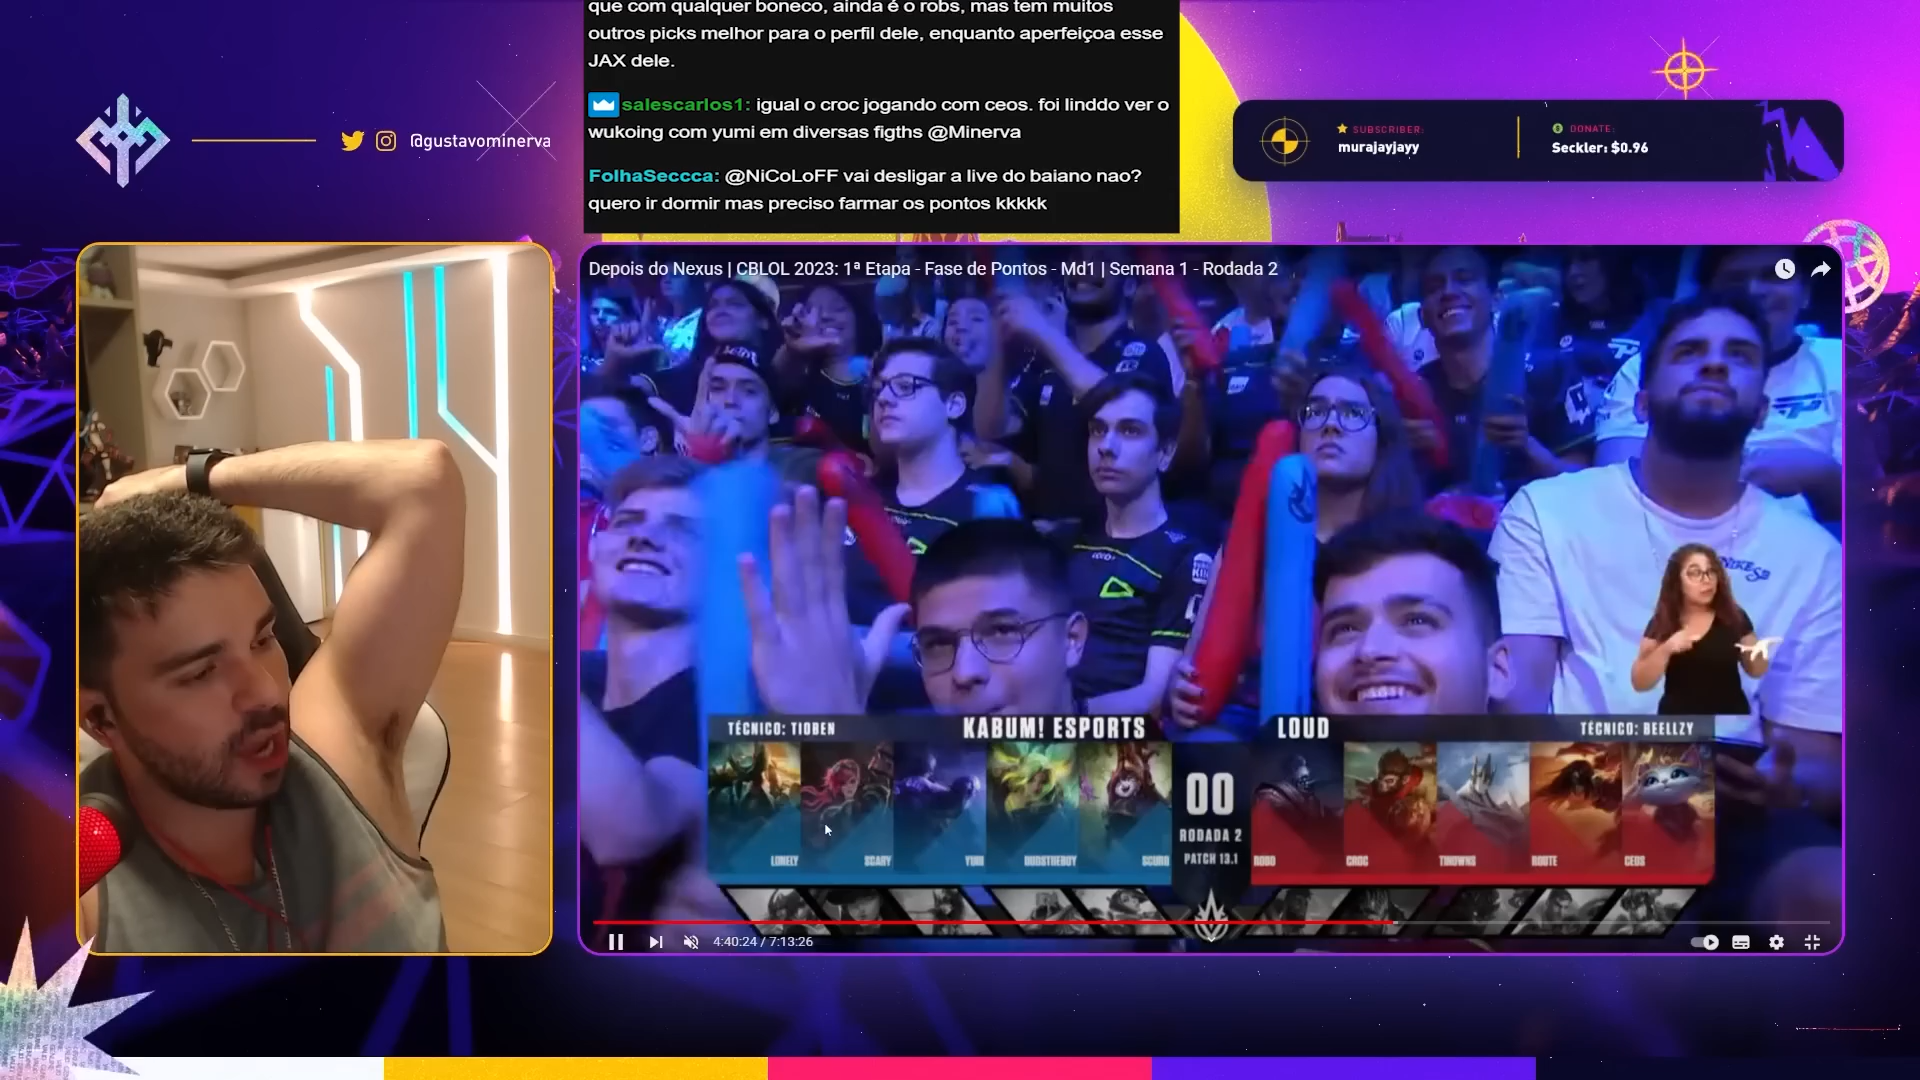 que com qualquer boneco, ainda é o robs, mas tem muitos
outros picks melhor para o perfil dele, enquanto aperfeiçoa esse
JAX dele.
salescarlos1: igual o croc jogando com ceos. foi linddo ver o
wukoing com yumi em diversas figths @Minerva
FolhaSeccca: @NiCoLoFF vai desligar a live do baiano nao?
quero ir dormir mas preciso farmar os pontos kkkkk
@gustavominerva
SUBSCRIBER:
murajayjayy
DONATE:
Seckler: $0.96
Depois do Nexus | CBLOL 2023: 1ª Etapa - Fase de Pontos - Md1 | Semana 1 - Rodada 2
TÉCNICO: TIOBEN
KABUM! ESPORTS
LOUD
TÉCNICO: BEELLZY
00
RODADA 2
PATCH 13.1
LONELY
SCARY
YUKI
SCURO
ROBO
CROC
TINOWNS
ROUTE
CEOS
4:40:24 / 7:13:26